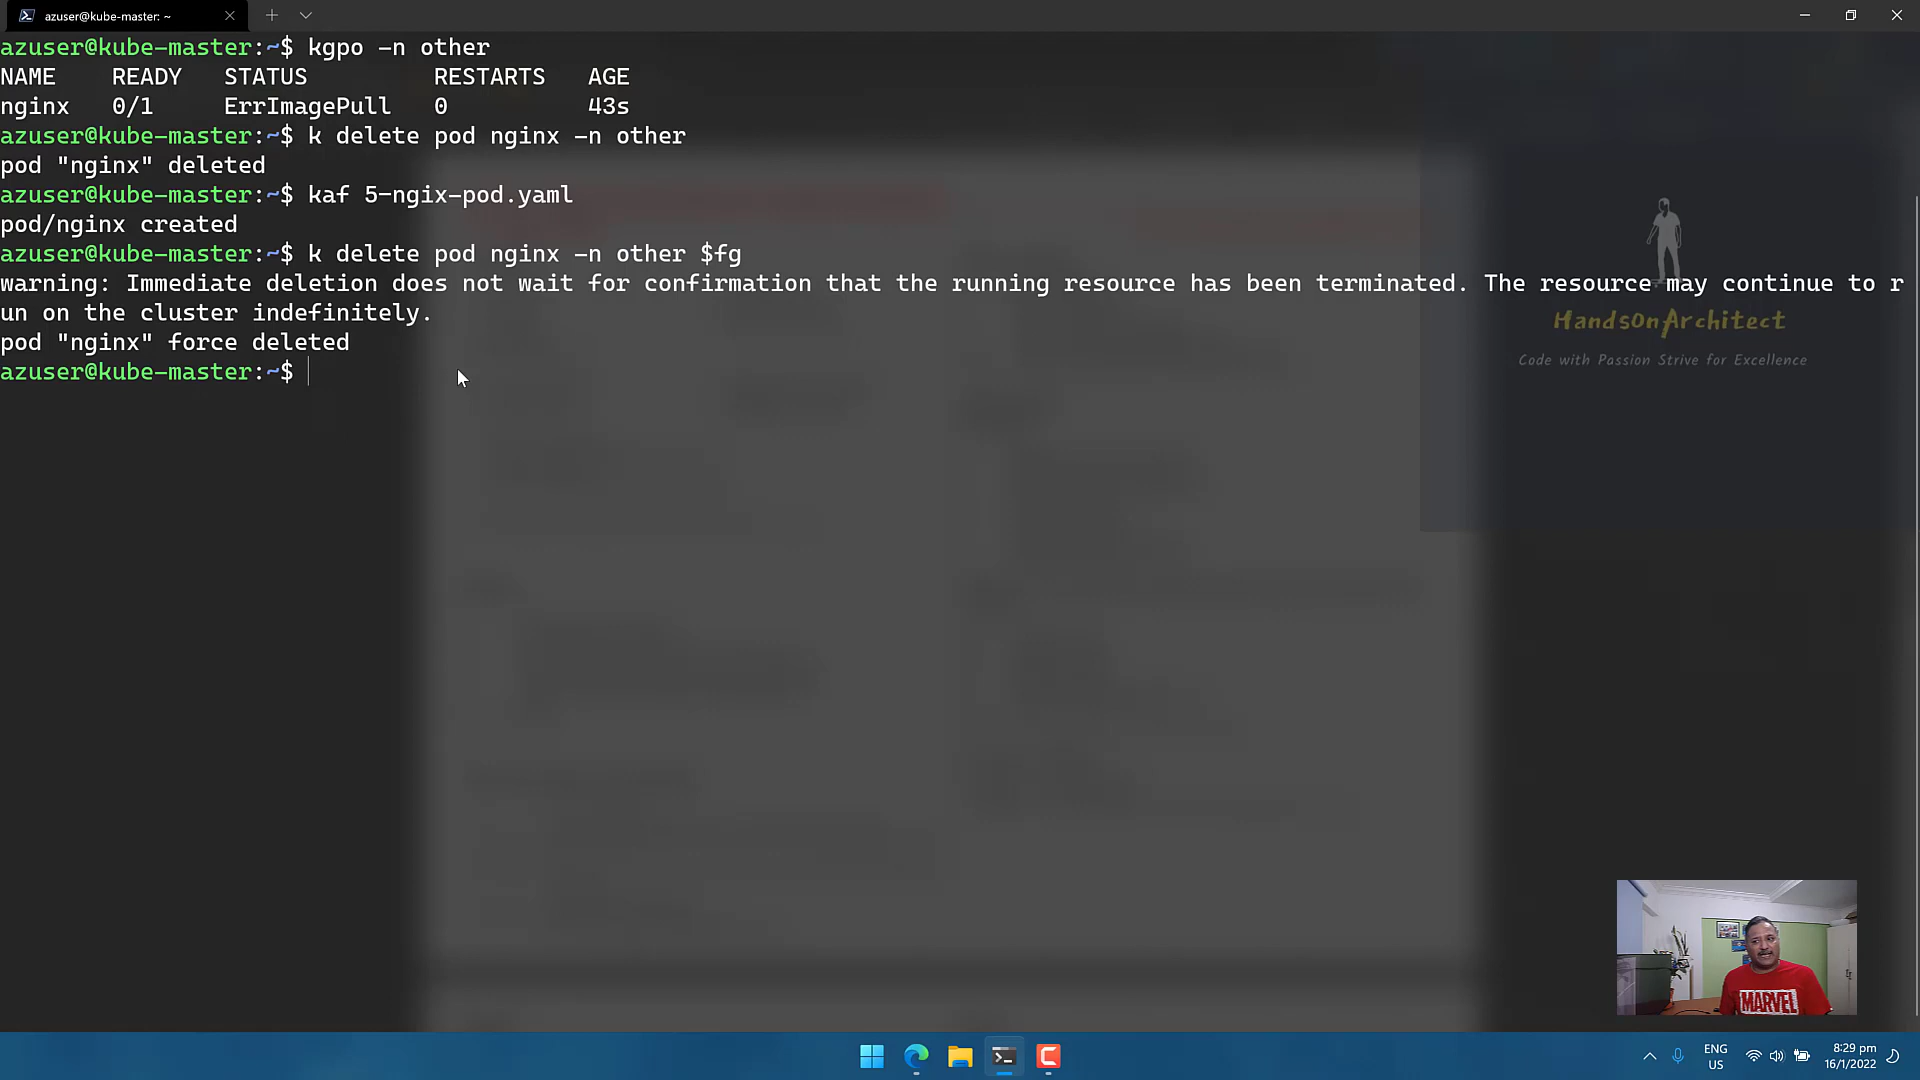 azuser@kube-master: ~
azuser@kube-master:~$ kgpo -n other
NAME    READY   STATUS         RESTARTS   AGE
nginx   0/1     ErrImagePull   0          43s
azuser@kube-master:~$ k delete pod nginx -n other
pod "nginx" deleted
azuser@kube-master:~$ kaf 5-ngix-pod.yaml
pod/nginx created
azuser@kube-master:~$ k delete pod nginx -n other $fg
warning: Immediate deletion does not wait for confirmation that the running resource has been terminated. The resource may continue to r
un on the cluster indefinitely.
pod "nginx" force deleted
azuser@kube-master:~$
HandsOnArchitect
Code with Passion Strive for Excellence
MARVEL
ENG
US
8:29 pm
16/1/2022